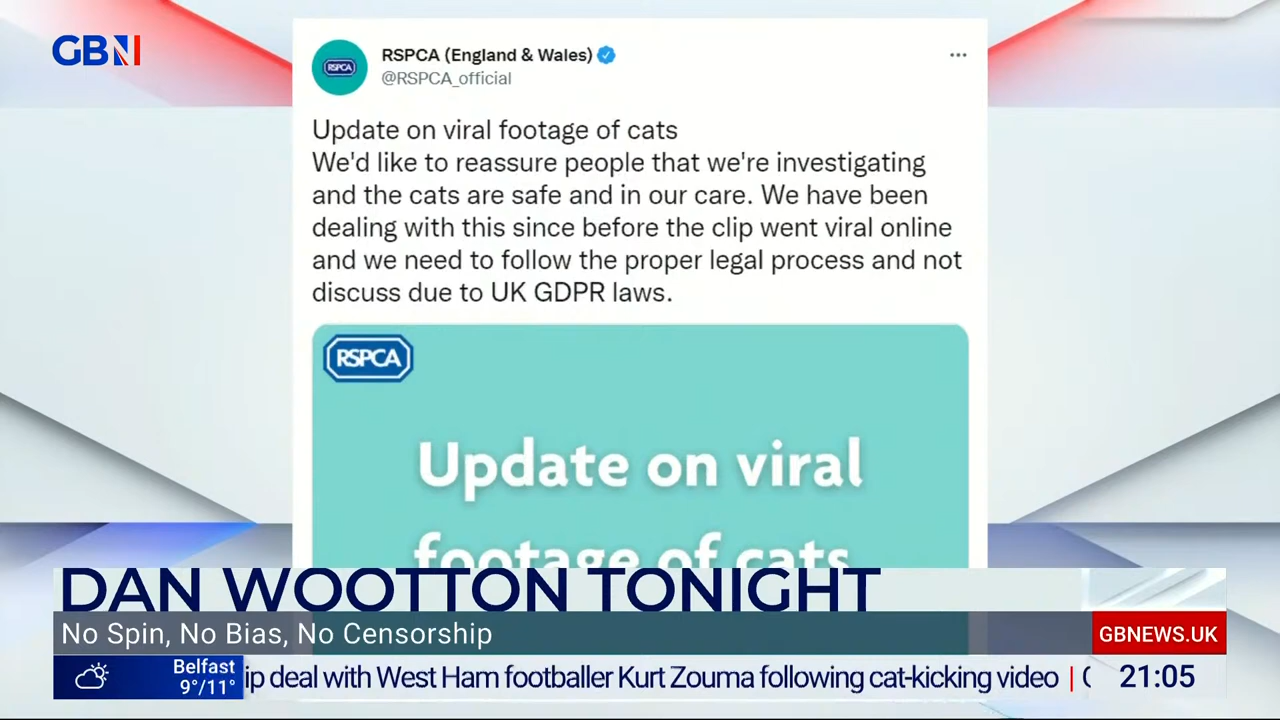 GBN
RSPCA
RSPCA (England & Wales)
@RSPCA_official
Update on viral footage of cats
We'd like to reassure people that we're investigating
and the cats are safe and in our care. We have been
dealing with this since before the clip went viral online
and we need to follow the proper legal process and not
discuss due to UK GDPR laws.
RSPCA
Update on viral
footage of cats
DAN WOOTTON TONIGHT
No Spin, No Bias, No Censorship
GBNEWS.UK
Belfast
9°/11°
ip deal with West Ham footballer Kurt Zouma following cat-kicking video |
21:05